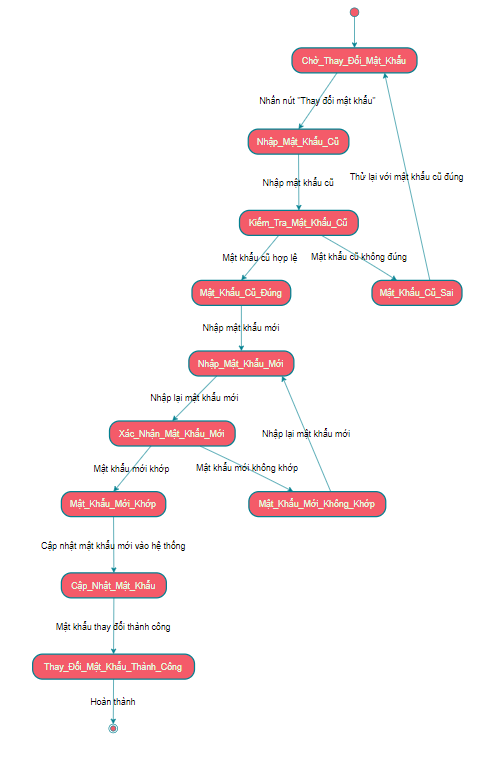 Chờ_Thay_Đổi_Mật_Khẩu
Nhấn nút "Thay đổi mật khẩu"
Nhập_Mật_Khẩu_Cũ
Thử lại với mật khẩu cũ đúng
Nhập mật khẩu cũ
Kiểm_Tra_Mật_Khẩu_Cũ
Mật khẩu cũ hợp lệ
Mật khẩu cũ không đúng
Mật_Khẩu_Cũ_Đúng
Mật_Khẩu_Cũ_Sai
Nhập mật khẩu mới
Nhập_Mật_Khẩu_Mới
Nhập lại mật khẩu mới
Xác_Nhận_Mật_Khẩu_Mới
Nhập lại mật khẩu mới
Mật khẩu mới khớp
Mật khẩu mới không khớp
Mật_Khẩu_Mới_Khớp
Mật_Khẩu_Mới_Không_Khớp
Cập nhật mật khẩu mới vào hệ thống
Cập_Nhật_Mật_Khẩu
Mật khẩu thay đổi thành công
Thay_Đổi_Mật_Khẩu_Thành_Công
Hoàn thành